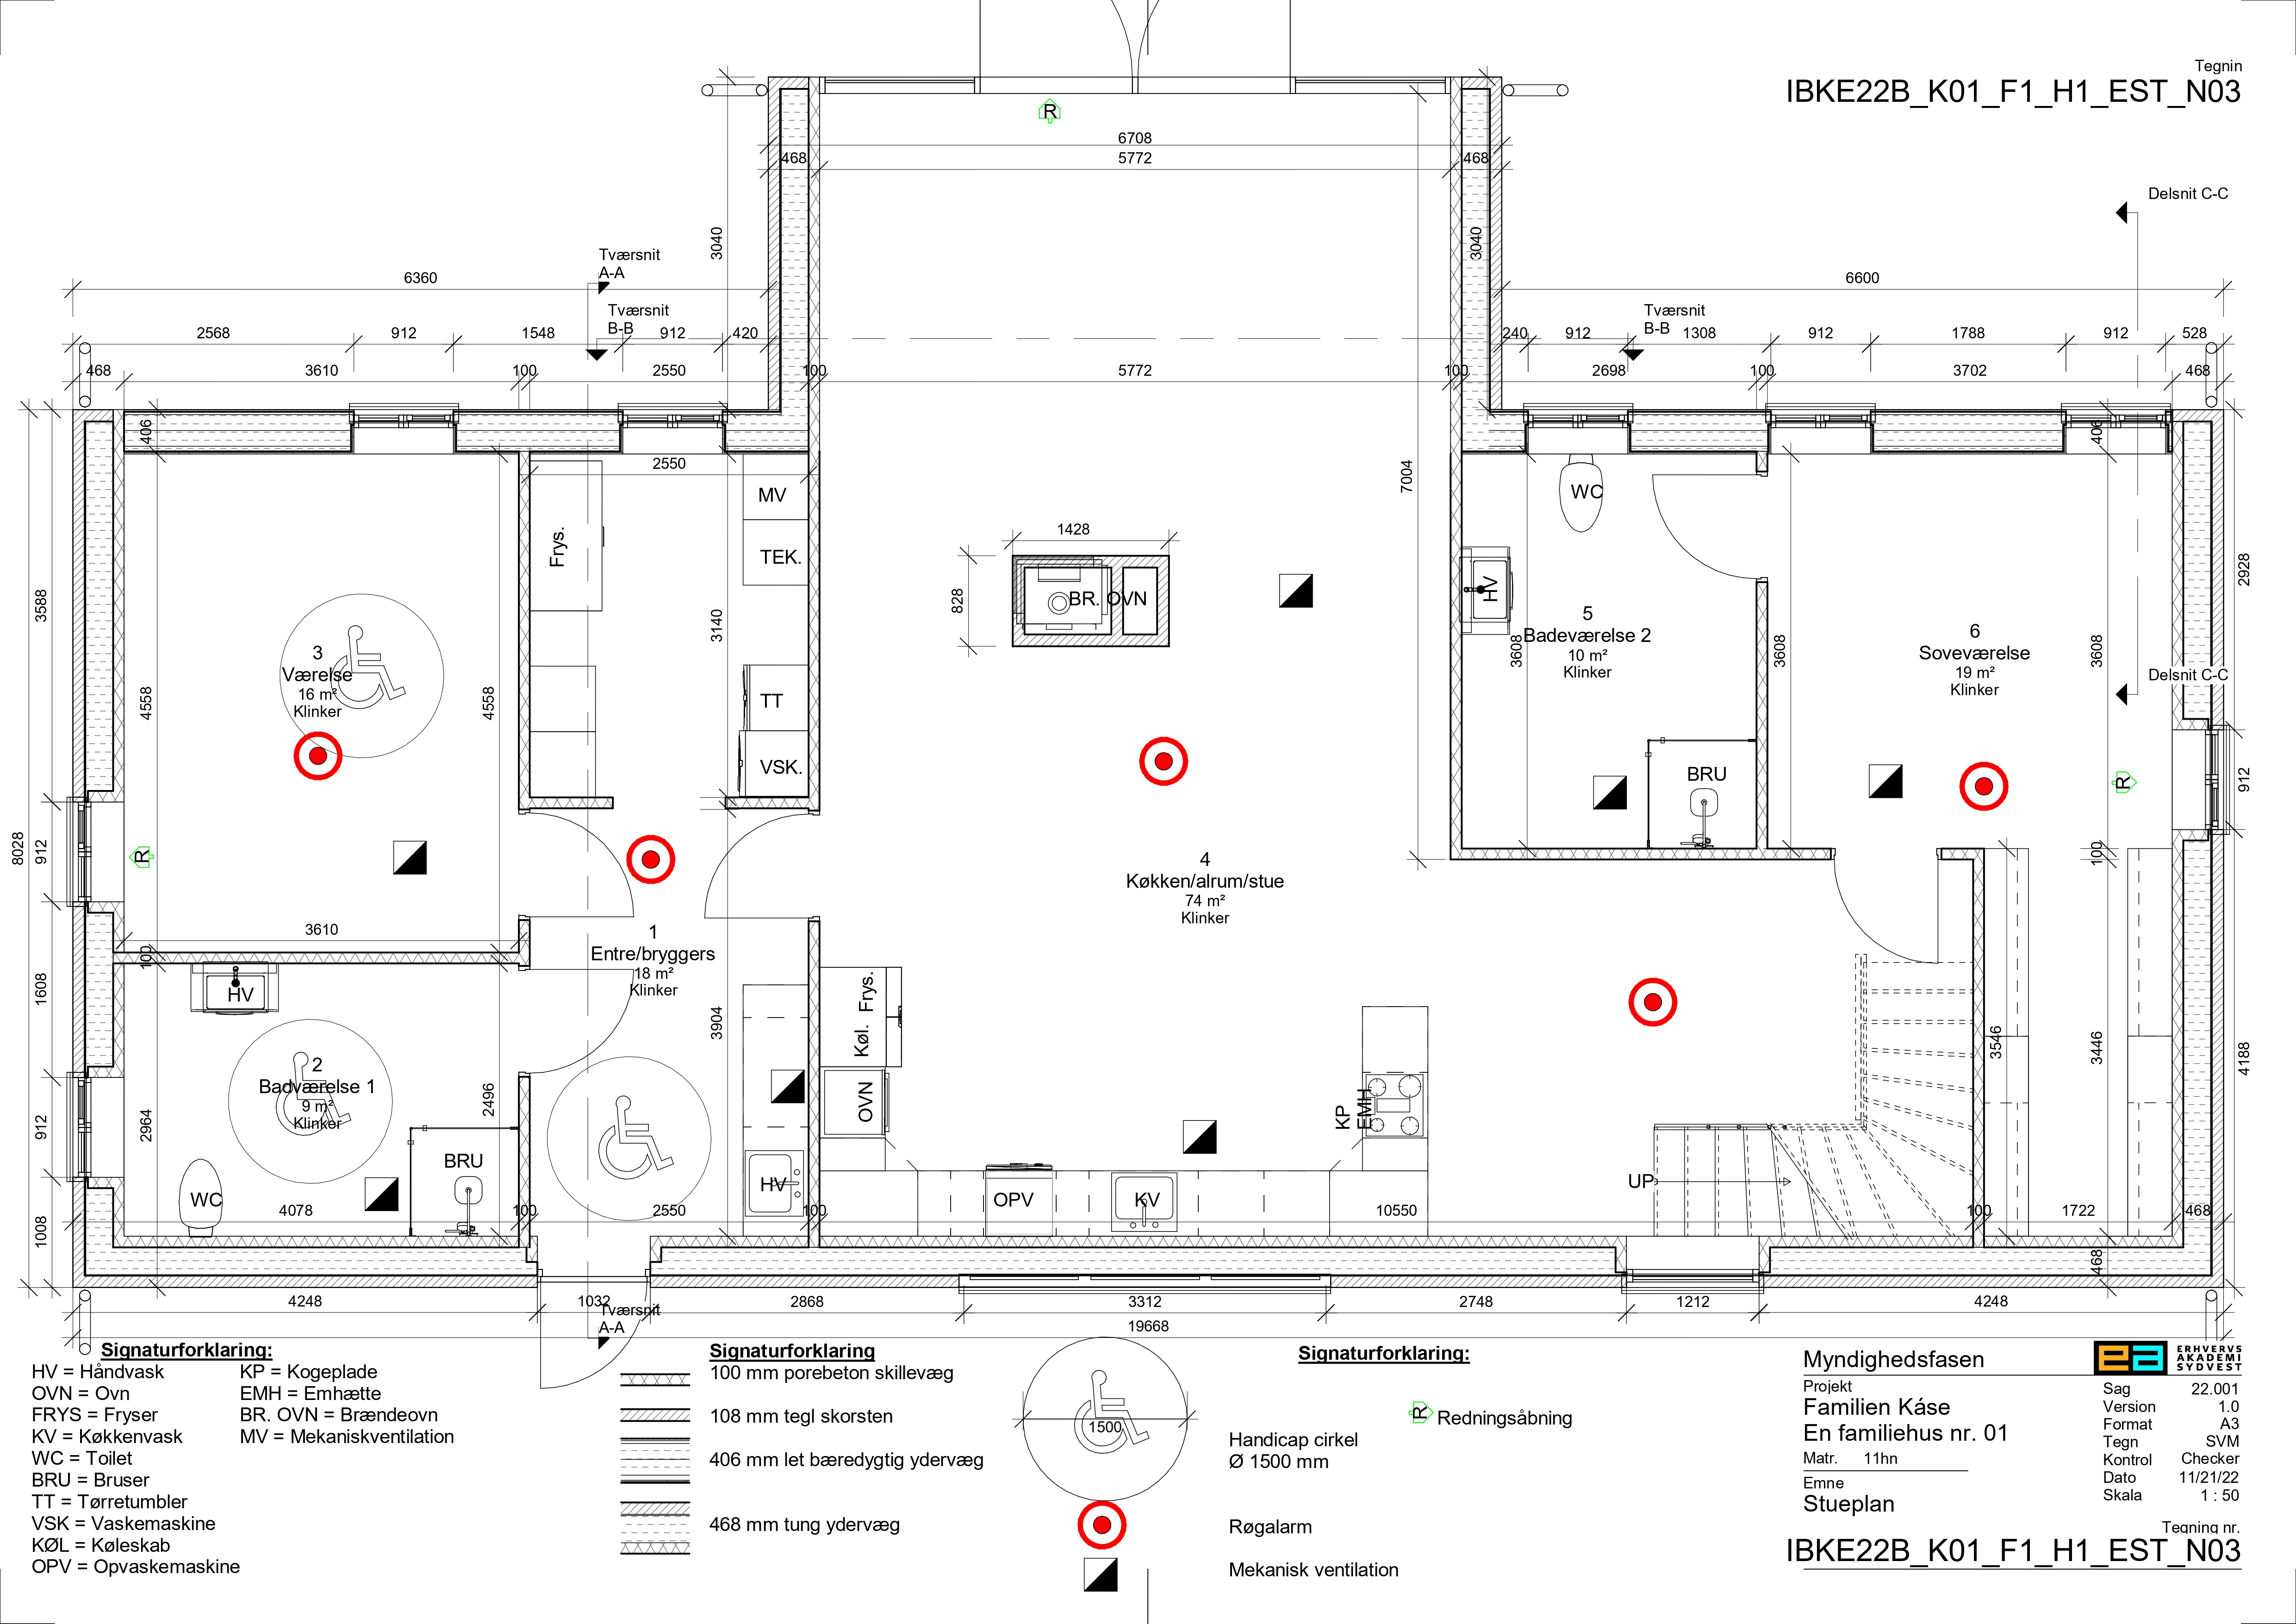 Tegnin
IBKE22B_K01_F1_H1_EST_N03
R
6708
468
5772
468
Delsnit C-C
3040
3040
Tværsnit
A-A
6360
6600
Tværsnit
B-B
Tværsnit
B-B
2568
912
1548
912
420
240
912
1308
912
1788
912
528
468
3610
100
2550
100
5772
100
2698
100
3702
468
406
406
2550
7004
MV
WC
Frys.
TEK.
1428
828
BR. OVN
HV
2928
3588
3140
5
Badeværelse 2
10 m²
Klinker
3608
3608
6
Soveværelse
19 m²
Klinker
3608
Delsnit C-C
3
Værelse
16 m²
Klinker
4558
4558
TT
VSK.
BRU
R
912
8028
912
R
4
Køkken/alrum/stue
74 m²
Klinker
100
3610
1
Entre/bryggers
18 m²
Klinker
100
1608
HV
3904
Køl. Frys.
3546
3446
4188
2
Badværelse 1
9 m²
Klinker
2496
OVN
KP
EMH
912
2964
BRU
UP
WC
HV
OPV
KV
1008
4078
100
2550
100
10550
100
1722
468
468
4248
1032
2868
3312
2748
1212
4248
Tværsnit
A-A
19668
Signaturforklaring:
HV = Håndvask
OVN = Ovn
FRYS = Fryser
KV = Køkkenvask
WC = Toilet
BRU = Bruser
TT = Tørretumbler
VSK = Vaskemaskine
KØL = Køleskab
OPV = Opvaskemaskine
KP = Kogeplade
EMH = Emhætte
BR. OVN = Brændeovn
MV = Mekaniskventilation
Signaturforklaring
100 mm porebeton skillevæg
108 mm tegl skorsten
406 mm let bæredygtig ydervæg
468 mm tung ydervæg
Signaturforklaring:
R Redningsåbning
1500
Handicap cirkel
Ø 1500 mm
Røgalarm
Mekanisk ventilation
Myndighedsfasen
ea ERHVERVS
AKADEMI
SYDVEST
Projekt
Familien Káse
En familiehus nr. 01
Matr. 11hn
Emne
Stueplan
Sag 22.001
Version 1.0
Format A3
Tegn SVM
Kontrol Checker
Dato 11/21/22
Skala 1 : 50
Tegning nr.
IBKE22B_K01_F1_H1_EST_N03